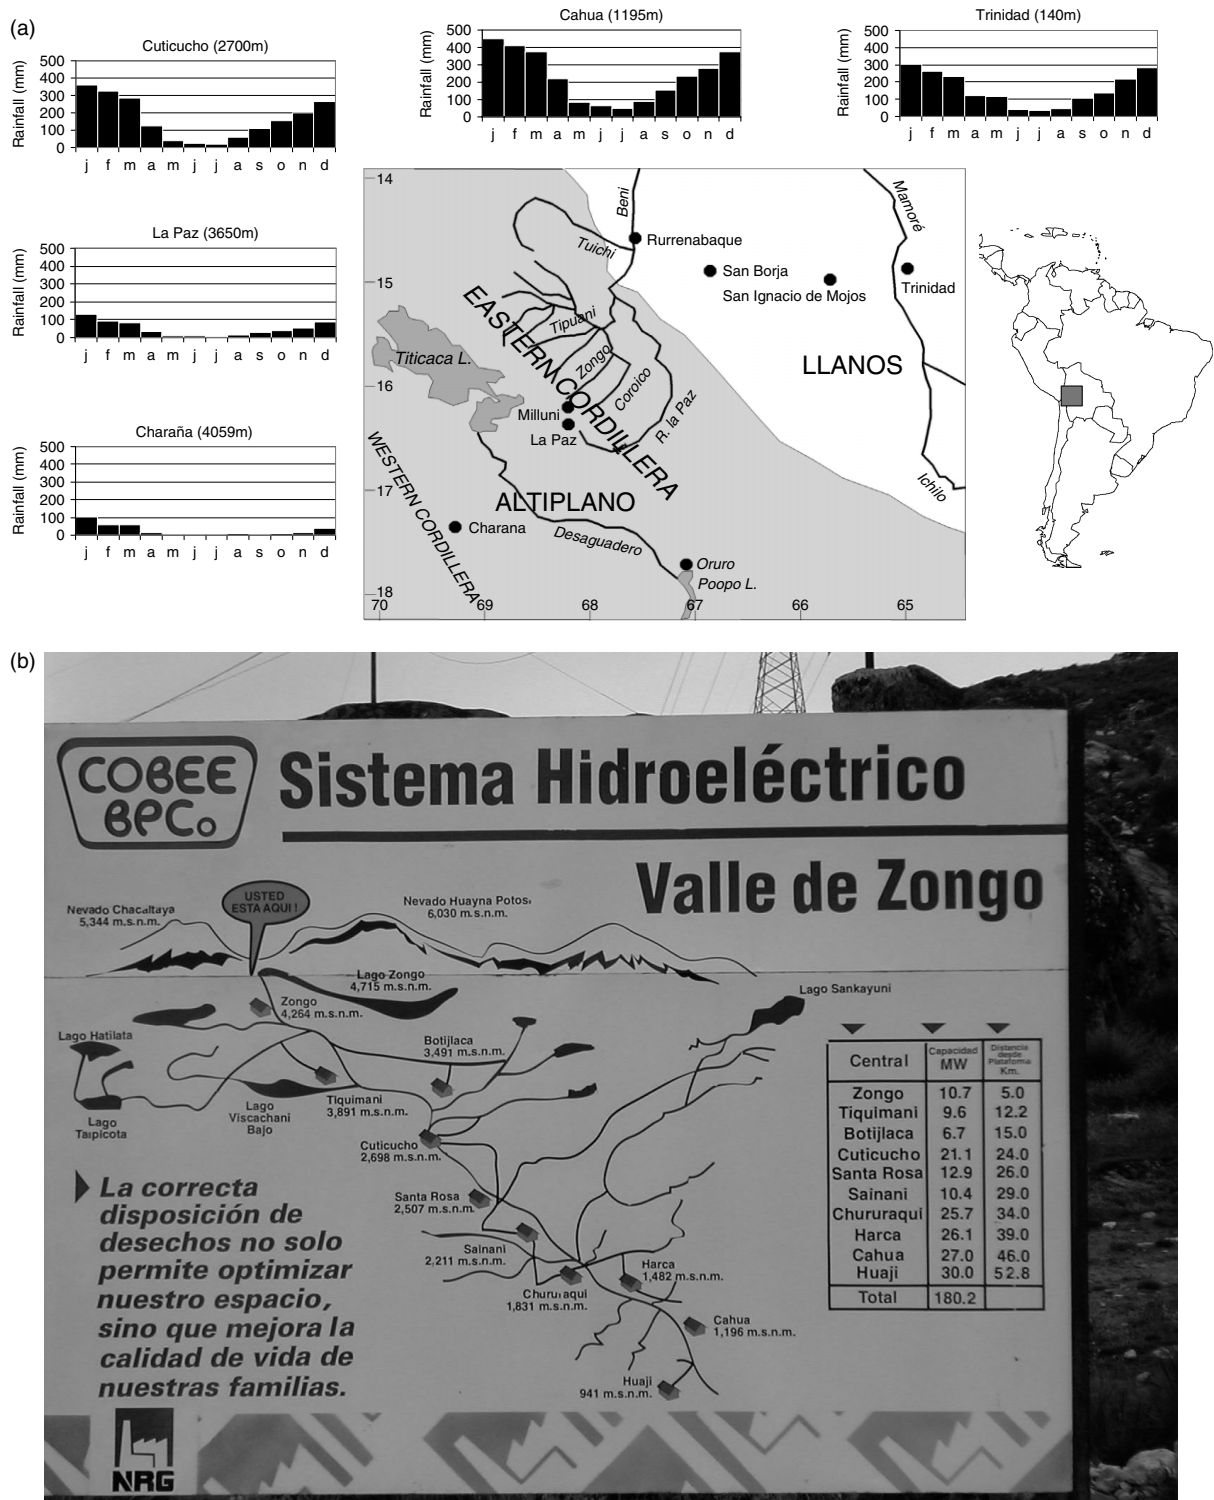 (a)
Cuticucho (2700m)
Rainfall (mm)
500
400
300
200
100
0
j f m a m j j a s o n d
Cahua (1195m)
Rainfall (mm)
500
400
300
200
100
0
j f m a m j j a s o n d
Trinidad (140m)
Rainfall (mm)
500
400
300
200
100
0
j f m a m j j a s o n d
La Paz (3650m)
Rainfall (mm)
500
400
300
200
100
0
j f m a m j j a s o n d
Charaña (4059m)
Rainfall (mm)
500
400
300
200
100
0
j f m a m j j a s o n d
14
15
16
17
18
70 69 68 67 66 65
Beni
Mamoré
Tuichi
Rurrenabaque
San Borja
San Ignacio de Mojos
Trinidad
EASTERN CORDILLERA
Tipuani
Titicaca L.
Zongo
Coroico
LLANOS
Milluni
La Paz
R. la Paz
WESTERN CORDILLERA
ALTIPLANO
Ichilo
Charana
Desaguadero
Oruro
Poopo L.
(b)
COBEE
BPCo
Sistema Hidroeléctrico
Valle de Zongo
USTED
ESTA AQUI !
Nevado Chacaltaya
5,344 m.s.n.m.
Nevado Huayna Potosi
6,030 m.s.n.m.
Lago Zongo
4,715 m.s.n.m.
Zongo
4,264 m.s.n.m.
Lago Sankayuni
Lago Hatilata
Botijlaca
3,491 m.s.n.m.
Lago
Taipicota
Lago
Viscachani
Bajo
Tiquimani
3,891 m.s.n.m.
Cuticucho
2,698 m.s.n.m.
Santa Rosa
2,507 m.s.n.m.
Sainani
2,211 m.s.n.m.
Harca
1,482 m.s.n.m.
Chururaqui
1,831 m.s.n.m.
Cahua
1,196 m.s.n.m.
Huaji
941 m.s.n.m.
Central Capacidad MW Distancia desde Plataforma Km.
Zongo 10.7 5.0
Tiquimani 9.6 12.2
Botijlaca 6.7 15.0
Cuticucho 21.1 24.0
Santa Rosa 12.9 26.0
Sainani 10.4 29.0
Chururaqui 25.7 34.0
Harca 26.1 39.0
Cahua 27.0 46.0
Huaji 30.0 52.8
Total 180.2
La correcta
disposición de
desechos no solo
permite optimizar
nuestro espacio,
sino que mejora la
calidad de vida de
nuestras familias.
NRG